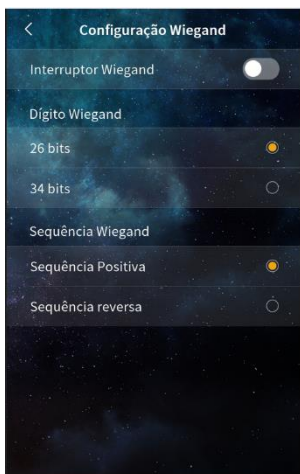 Configuração Wiegand
Interruptor Wiegand
Dígito Wiegand
26 bits
34 bits
Sequência Wiegand
Sequência Positiva
Sequência reversa